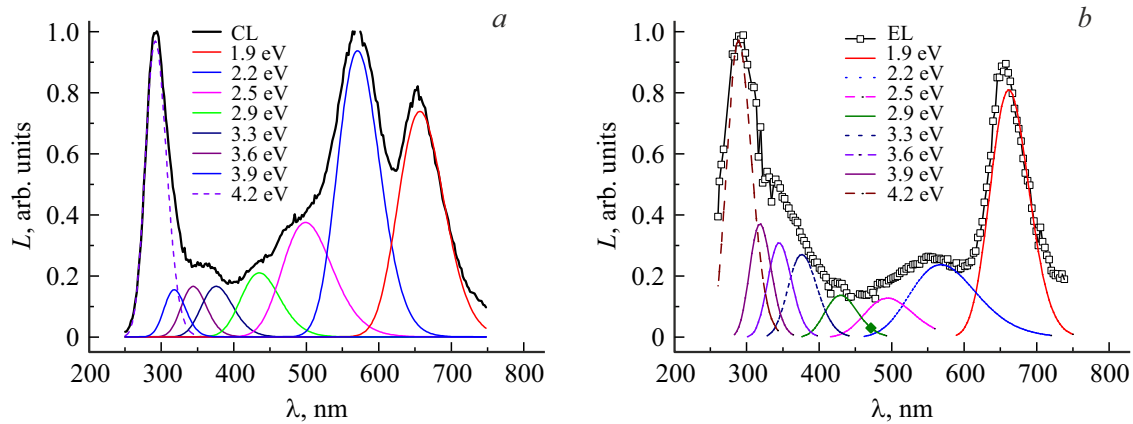 a
L, arb. units
1.0
0.8
0.6
0.4
0.2
0
CL
1.9 eV
2.2 eV
2.5 eV
2.9 eV
3.3 eV
3.6 eV
3.9 eV
4.2 eV
200 300 400 500 600 700 800
λ, nm
b
L, arb. units
1.0
0.8
0.6
0.4
0.2
0
EL
1.9 eV
2.2 eV
2.5 eV
2.9 eV
3.3 eV
3.6 eV
3.9 eV
4.2 eV
200 300 400 500 600 700 800
λ, nm